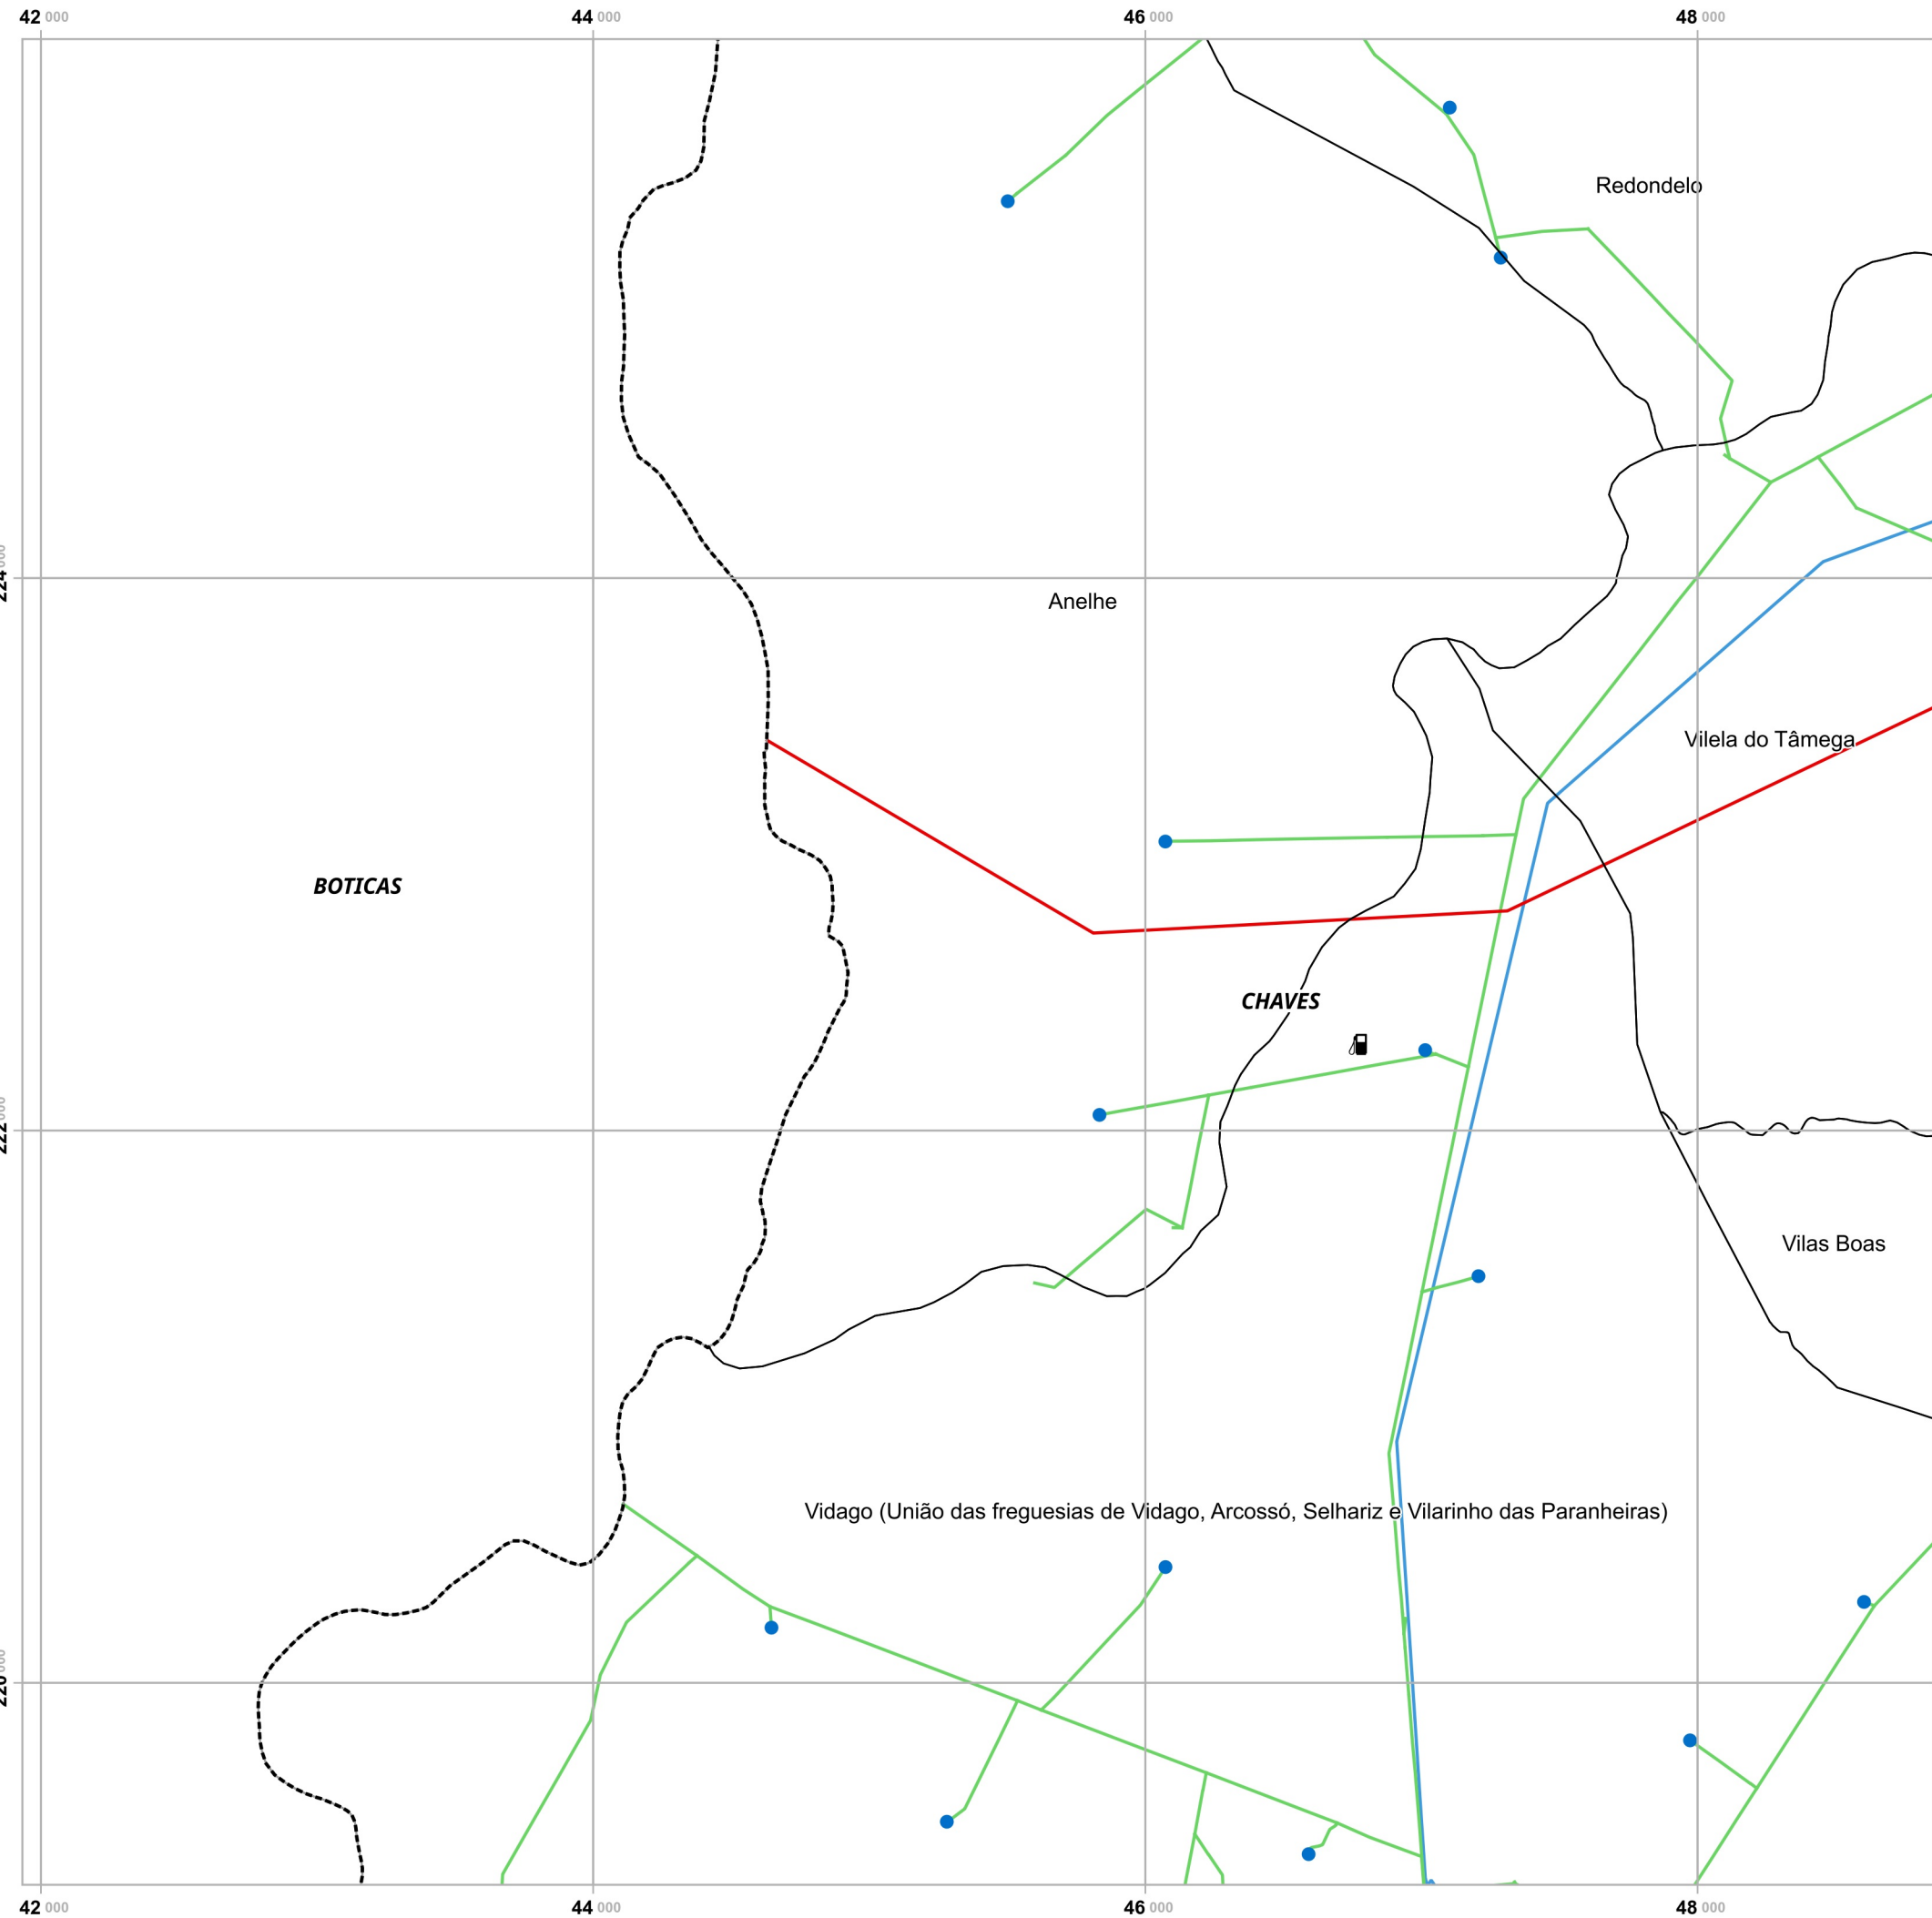 42 000 44 000 46 000 48 000
Redondelo
224 000
Anelhe
Vilela do Tâmega
BOTICAS
CHAVES
222 000
Vilas Boas
Vidago (União das freguesias de Vidago, Arcossó, Selhariz e Vilarinho das Paranheiras)
220 000
42 000 44 000 46 000 48 000